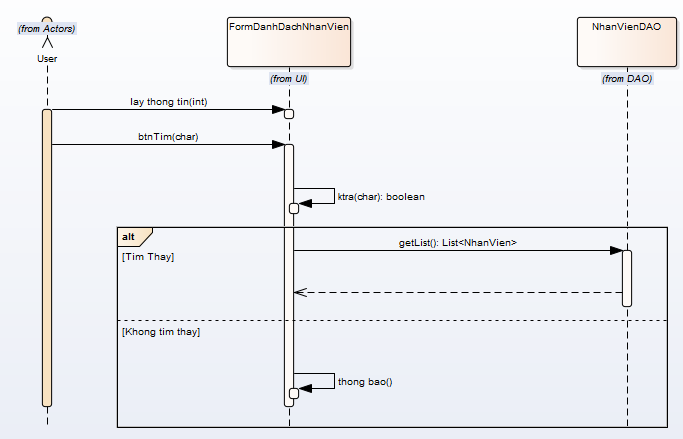 (from Actors)
User
FormDanhDachNhanVien
(from UI)
NhanVienDAO
(from DAO)
lay thong tin(int)
btnTim(char)
ktra(char): boolean
alt
getList(): List<NhanVien>
[Tim Thay]
[Khong tim thay]
thong bao()